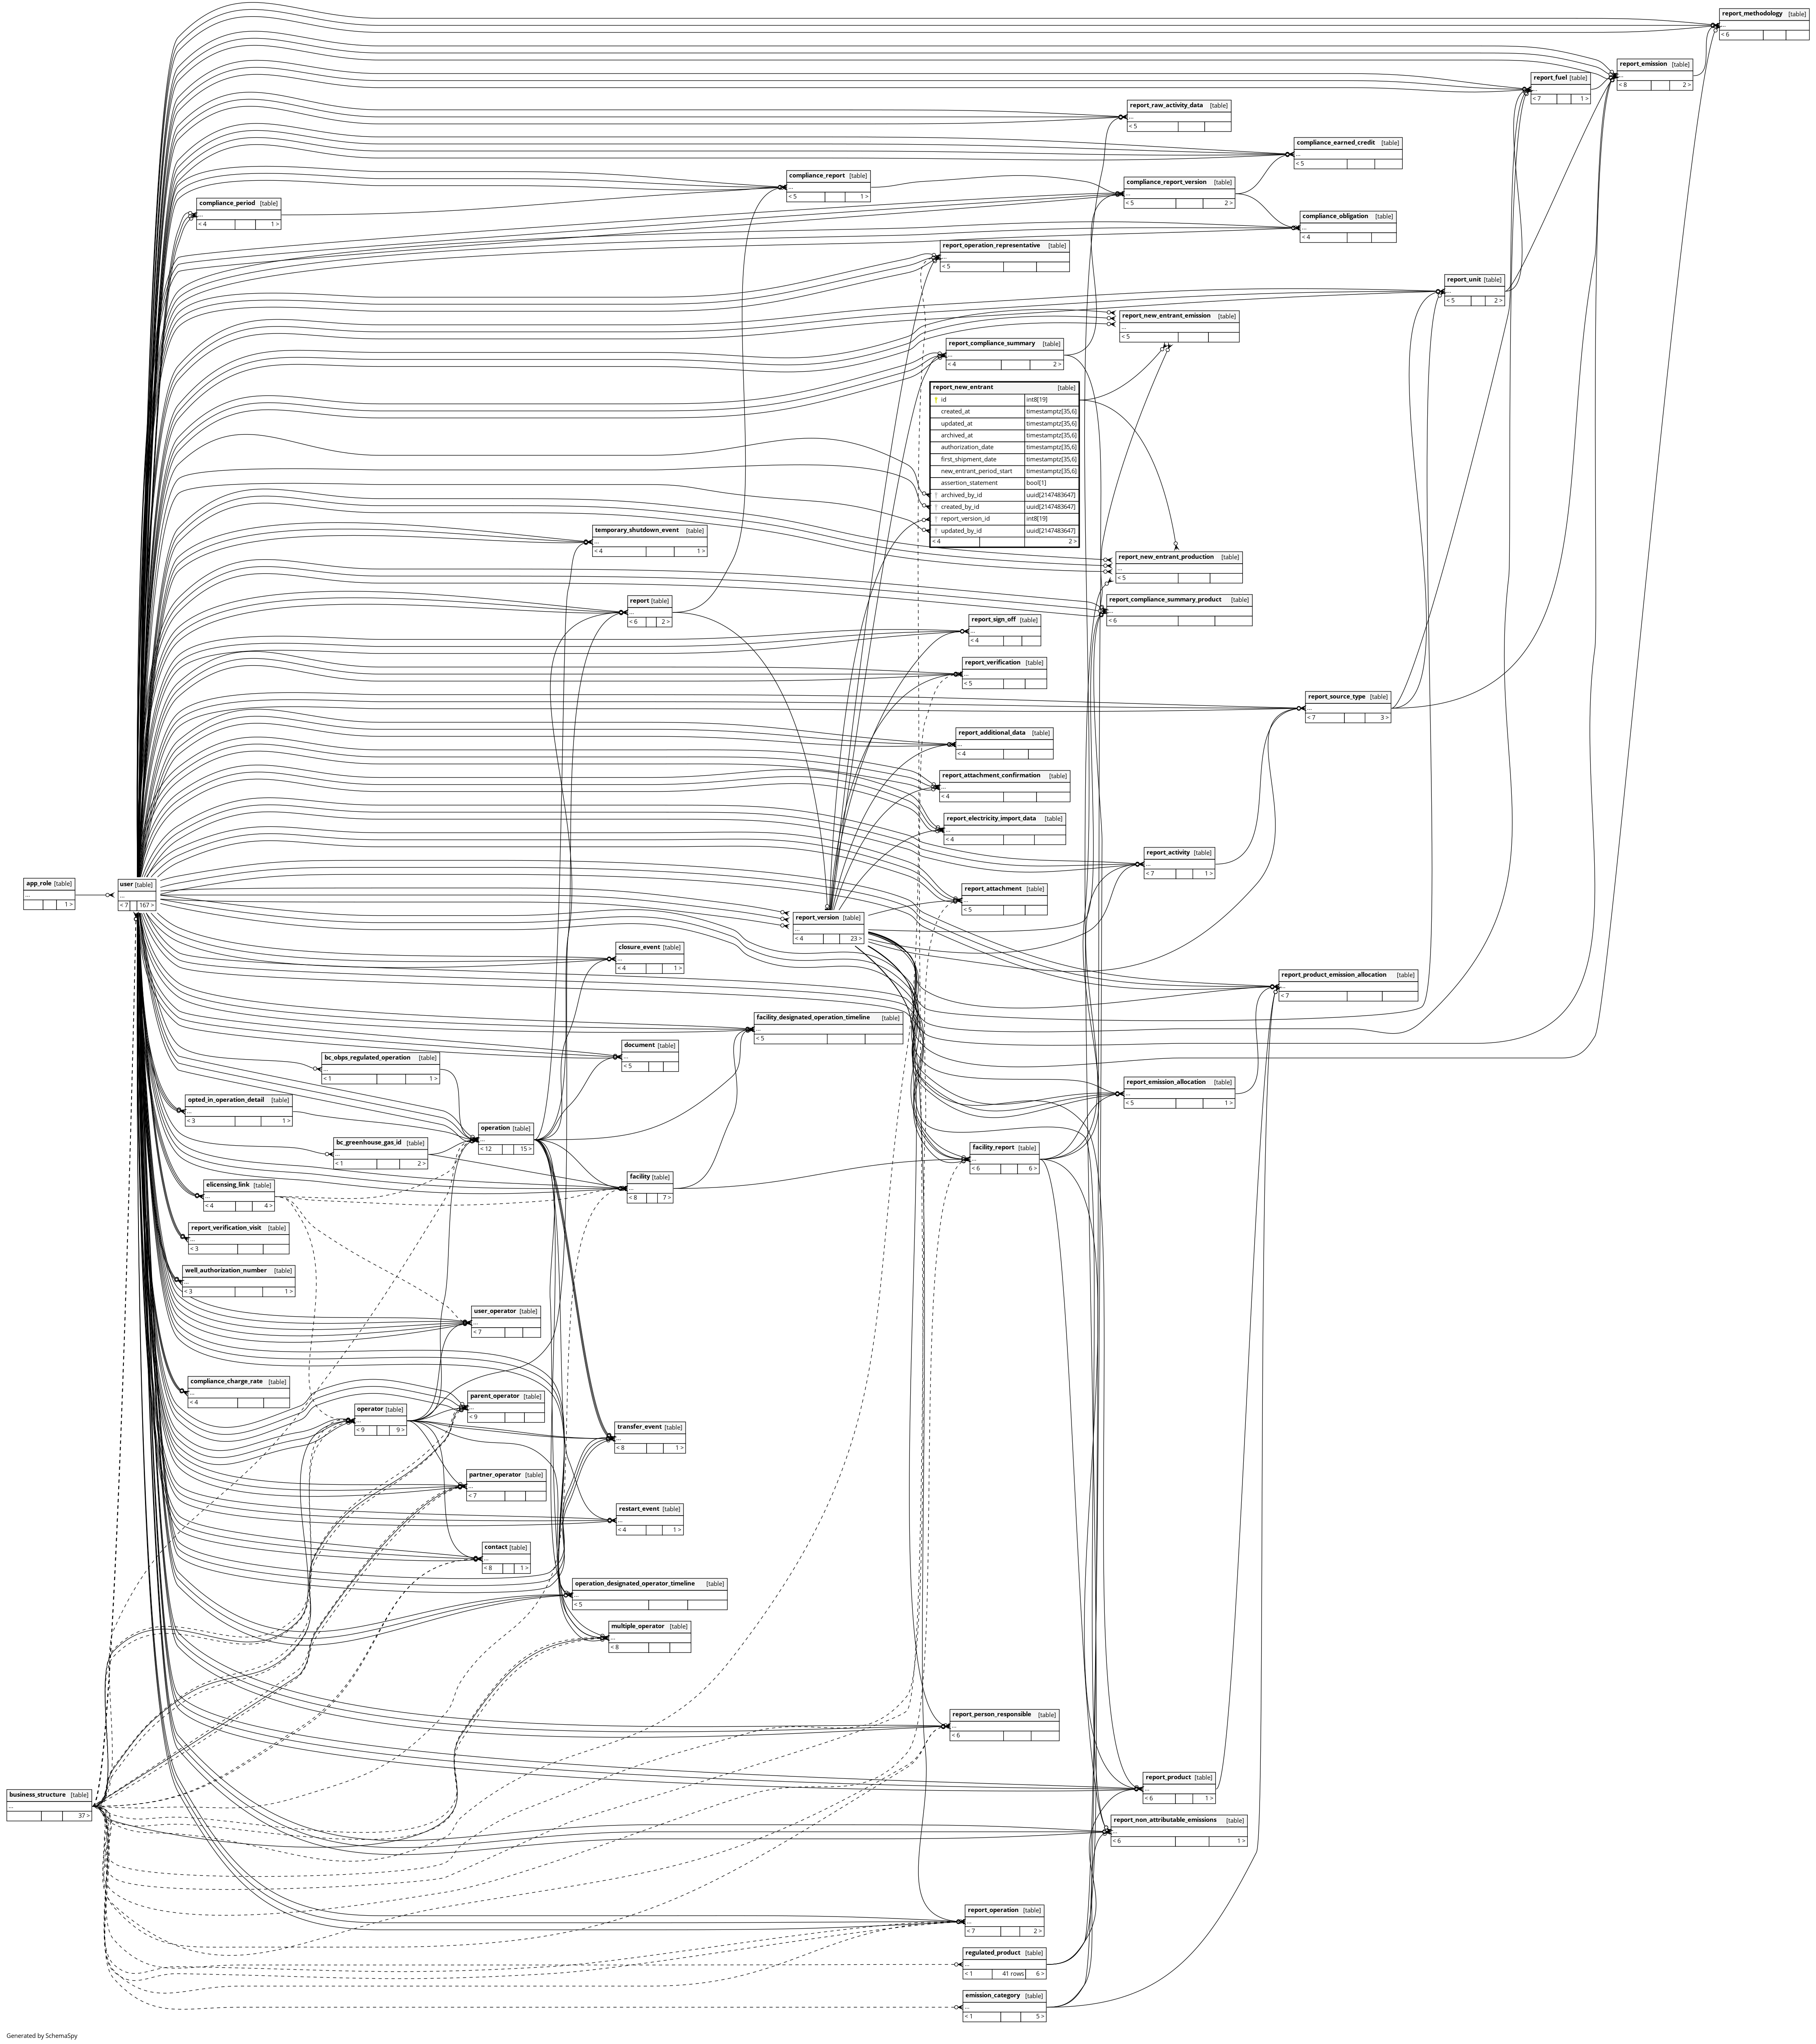 report_methodology [table]
...
< 6
report_emission [table]
...
< 8 2 >
report_fuel [table]
...
< 7 1 >
report_raw_activity_data [table]
...
< 5
compliance_earned_credit [table]
...
< 5
compliance_report [table]
...
< 5 1 >
compliance_report_version [table]
...
< 5 2 >
compliance_period [table]
...
< 4 1 >
compliance_obligation [table]
...
< 4
report_operation_representative [table]
...
< 5
report_unit [table]
...
< 5 2 >
report_new_entrant_emission [table]
...
< 5
report_compliance_summary [table]
...
< 4 2 >
report_new_entrant [table]
id int8[19]
created_at timestamptz[35,6]
updated_at timestamptz[35,6]
archived_at timestamptz[35,6]
authorization_date timestamptz[35,6]
first_shipment_date timestamptz[35,6]
new_entrant_period_start timestamptz[35,6]
assertion_statement bool[1]
archived_by_id uuid[2147483647]
created_by_id uuid[2147483647]
report_version_id int8[19]
updated_by_id uuid[2147483647]
< 4 2 >
temporary_shutdown_event [table]
...
< 4 1 >
report_new_entrant_production [table]
...
< 5
report [table]
...
< 6 2 >
report_compliance_summary_product [table]
...
< 6
report_sign_off [table]
...
< 4
report_verification [table]
...
< 5
report_source_type [table]
...
< 7 3 >
report_additional_data [table]
...
< 4
report_attachment_confirmation [table]
...
< 4
report_electricity_import_data [table]
...
< 4
report_activity [table]
...
< 7 1 >
app_role [table]
...
1 >
user [table]
...
< 7 167 >
report_attachment [table]
...
< 5
report_version [table]
...
< 4 23 >
closure_event [table]
...
< 4 1 >
report_product_emission_allocation [table]
...
< 7
facility_designated_operation_timeline [table]
...
< 5
document [table]
...
< 5
bc_obps_regulated_operation [table]
...
< 1 1 >
report_emission_allocation [table]
...
< 5 1 >
opted_in_operation_detail [table]
...
< 3 1 >
operation [table]
...
< 12 15 >
bc_greenhouse_gas_id [table]
...
< 1 2 >
facility_report [table]
...
< 6 6 >
facility [table]
...
< 8 7 >
elicensing_link [table]
...
< 4 4 >
report_verification_visit [table]
...
< 3
well_authorization_number [table]
...
< 3 1 >
user_operator [table]
...
< 7
compliance_charge_rate [table]
...
< 4
parent_operator [table]
...
< 9
operator [table]
...
< 9 9 >
transfer_event [table]
...
< 8 1 >
partner_operator [table]
...
< 7
restart_event [table]
...
< 4 1 >
contact [table]
...
< 8 1 >
operation_designated_operator_timeline [table]
...
< 5
multiple_operator [table]
...
< 8
report_person_responsible [table]
...
< 6
report_product [table]
...
< 6 1 >
business_structure [table]
...
37 >
report_non_attributable_emissions [table]
...
< 6 1 >
report_operation [table]
...
< 7 2 >
regulated_product [table]
...
< 1 41 rows 6 >
emission_category [table]
...
< 1 5 >
Generated by SchemaSpy